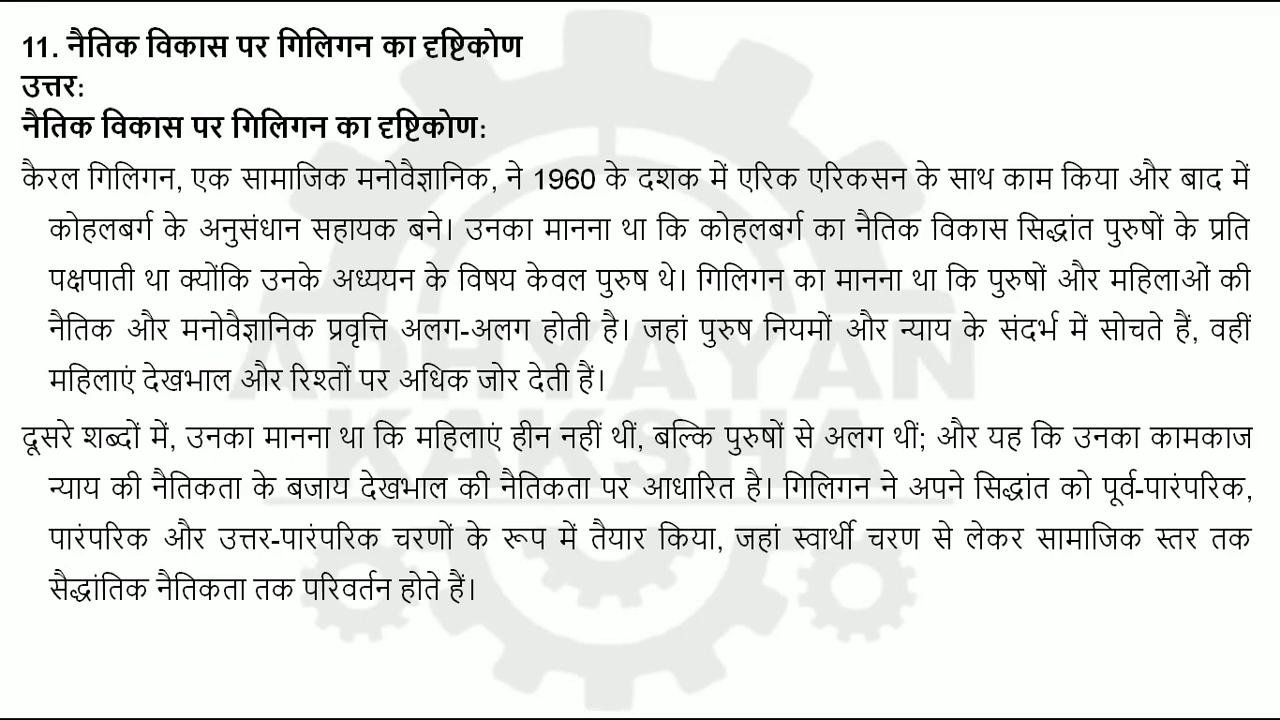 11. नैतिक विकास पर गिलिगन का दृष्टिकोण
उत्तर:
नैतिक विकास पर गिलिगन का दृष्टिकोण:
कैरल गिलिगन, एक सामाजिक मनोवैज्ञानिक, ने 1960 के दशक में एरिक एरिकसन के साथ काम किया और बाद में
कोहलबर्ग के अनुसंधान सहायक बने। उनका मानना था कि कोहलबर्ग का नैतिक विकास सिद्धांत पुरुषों के प्रति
पक्षपाती था क्योंकि उनके अध्ययन के विषय केवल पुरुष थे। गिलिगन का मानना था कि पुरुषों और महिलाओं की
नैतिक और मनोवैज्ञानिक प्रवृत्ति अलग-अलग होती है। जहां पुरुष नियमों और न्याय के संदर्भ में सोचते हैं, वहीं
महिलाएं देखभाल और रिश्तों पर अधिक जोर देती हैं।
दूसरे शब्दों में, उनका मानना था कि महिलाएं हीन नहीं थीं, बल्कि पुरुषों से अलग थीं; और यह कि उनका कामकाज
न्याय की नैतिकता के बजाय देखभाल की नैतिकता पर आधारित है। गिलिगन ने अपने सिद्धांत को पूर्व-पारंपरिक,
पारंपरिक और उत्तर-पारंपरिक चरणों के रूप में तैयार किया, जहां स्वार्थी चरण से लेकर सामाजिक स्तर तक
सैद्धांतिक नैतिकता तक परिवर्तन होते हैं।
ADHYAYAN
KAKSHA